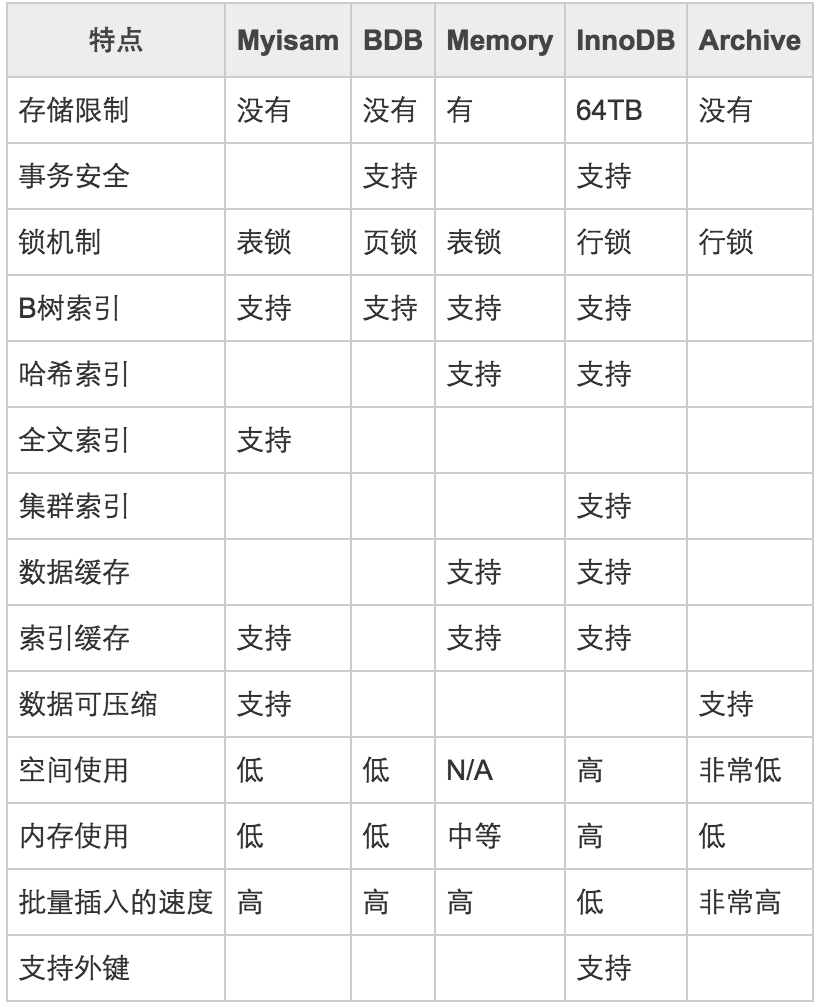 特点 Myisam BDB Memory InnoDB Archive
存储限制 没有 没有 有 64TB 没有
事务安全 支持 支持
锁机制 表锁 页锁 表锁 行锁 行锁
B树索引 支持 支持 支持 支持
哈希索引 支持 支持
全文索引 支持
集群索引 支持
数据缓存 支持 支持
索引缓存 支持 支持 支持
数据可压缩 支持 支持
空间使用 低 低 N/A 高 非常低
内存使用 低 低 中等 高 低
批量插入的速度 高 高 高 低 非常高
支持外键 支持